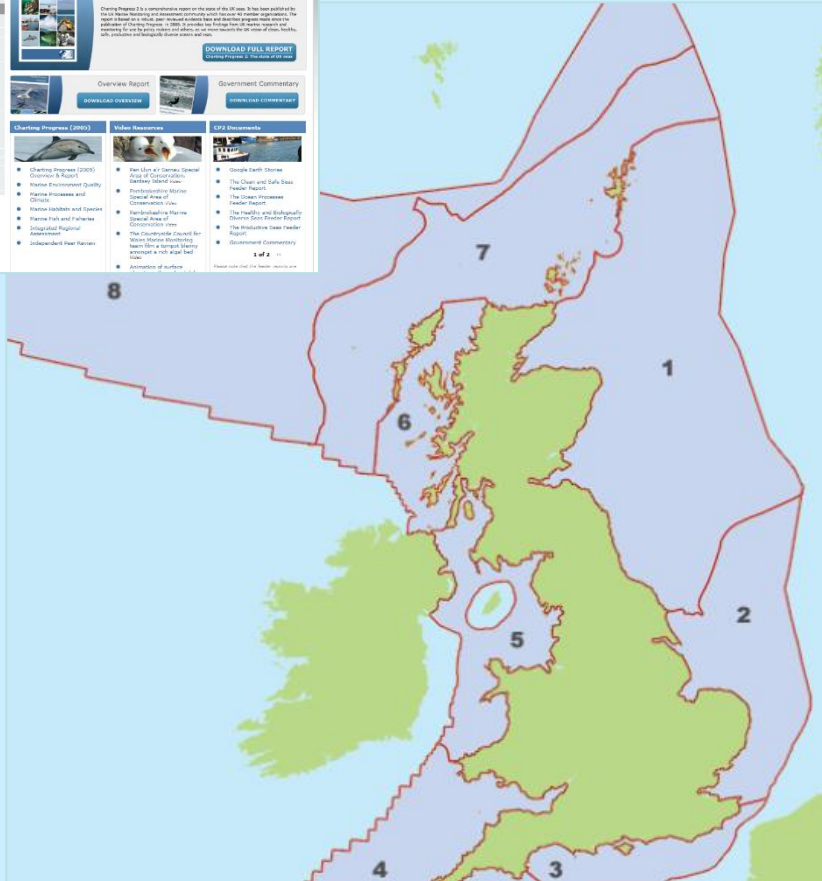 Charting Progress 2 is a comprehensive report on the state of the UK seas. It has been published by
the UK Marine Monitoring and Assessment community which has over 40 member organisations. The
report is based on a robust, peer-reviewed evidence base and describes progress made since the
publication of Charting Progress in 2005. It provides key findings from UK marine research and
monitoring for use by policy makers and others, as we move towards the UK vision of clean, healthy,
safe, productive and biologically diverse oceans and seas.
DOWNLOAD FULL REPORT
Charting Progress 2: The state of UK seas
Overview Report
DOWNLOAD OVERVIEW
Government Commentary
DOWNLOAD COMMENTARY
Charting Progress (2005)
Charting Progress (2005)
Overview & Report
Marine Environment Quality
Marine Processes and
Climate
Marine Habitats and Species
Marine Fish and Fisheries
Integrated Regional
Assessment
Independent Peer Review
Video Resources
Pen Llŷn a'r Sarnau Special
Area of Conservation,
Bardsey Island Video
Pembrokeshire Marine
Special Area of
Conservation Video
Pembrokeshire Marine
Special Area of
Conservation Video
The Countryside Council for
Wales Marine Monitoring
team film a tompot blenny
amongst a rich algal bed
Video
Animation of surface
CP2 Documents
Google Earth Stories
The Clean and Safe Seas
Feeder Report
The Ocean Processes
Feeder Report
The Healthy and Biologically
Diverse Seas Feeder Report
The Productive Seas Feeder
Report
Government Commentary
1 of 2
Please note that the feeder reports are
7
8
1
6
2
5
4
3